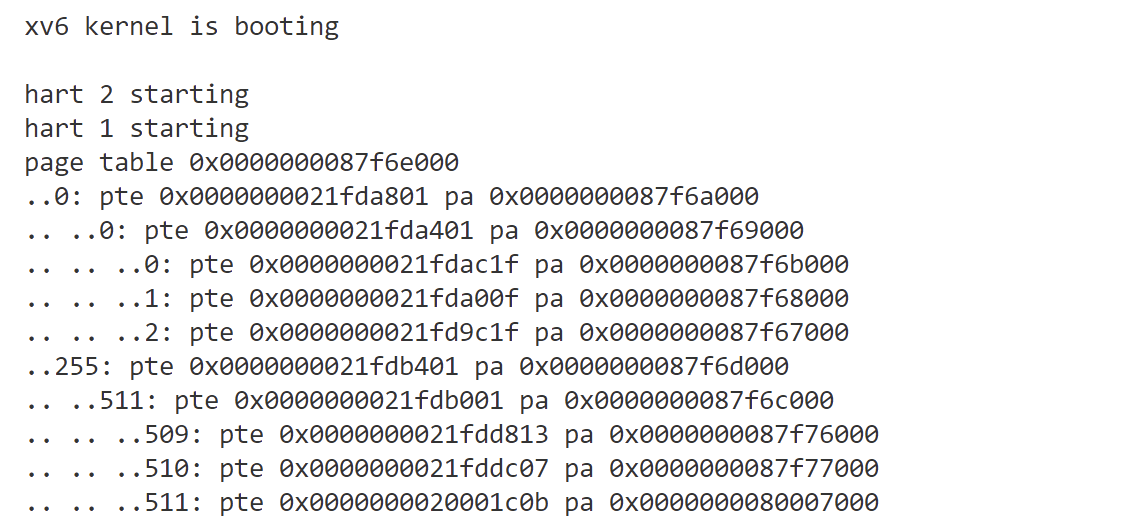 xv6 kernel is booting
hart 2 starting
hart 1 starting
page table 0x0000000087f6e000
..0: pte 0x0000000021fda801 pa 0x0000000087f6a000
.. ..0: pte 0x0000000021fda401 pa 0x0000000087f69000
.. .. ..0: pte 0x0000000021fdac1f pa 0x0000000087f6b000
.. .. ..1: pte 0x0000000021fda00f pa 0x0000000087f68000
.. .. ..2: pte 0x0000000021fd9c1f pa 0x0000000087f67000
..255: pte 0x0000000021fdb401 pa 0x0000000087f6d000
.. ..511: pte 0x0000000021fdb001 pa 0x0000000087f6c000
.. .. ..509: pte 0x0000000021fdd813 pa 0x0000000087f76000
.. .. ..510: pte 0x0000000021fddc07 pa 0x0000000087f77000
.. .. ..511: pte 0x0000000020001c0b pa 0x0000000080007000